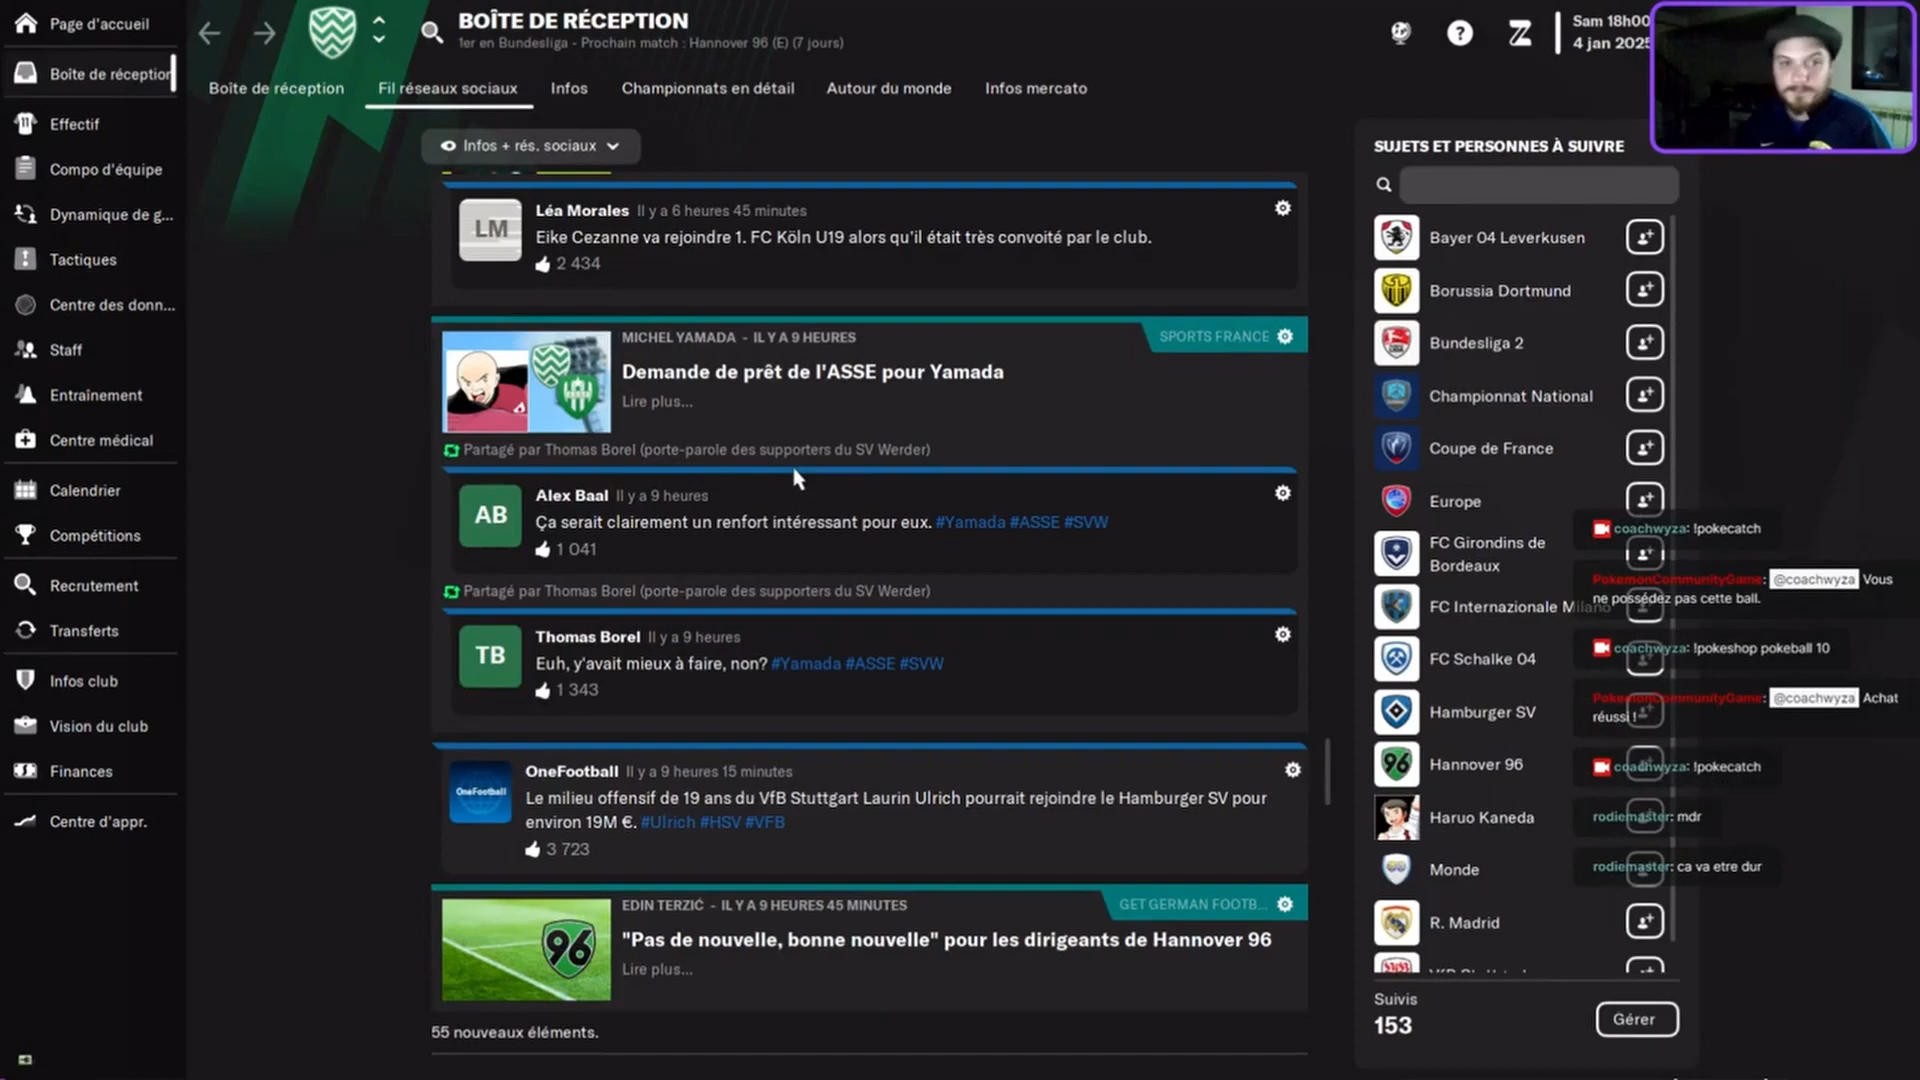 Page d'accueil
Boîte de réception
Effectif
Compo d'équipe
Dynamique de g...
Tactiques
Centre des donn...
Staff
Entraînement
Centre médical
Calendrier
Compétitions
Recrutement
Transferts
Infos club
Vision du club
Finances
Centre d'appr.
BOÎTE DE RÉCEPTION
1er en Bundesliga - Prochain match : Hannover 96 (E) (7 jours)
Sam 18h00
4 jan 2025
Boîte de réception
Fil réseaux sociaux
Infos
Championnats en détail
Autour du monde
Infos mercato
Infos + rés. sociaux
LM
Léa Morales Il y a 6 heures 45 minutes
Eike Cezanne va rejoindre 1. FC Köln U19 alors qu'il était très convoité par le club.
2 434
MICHEL YAMADA - IL Y A 9 HEURES
SPORTS FRANCE
Demande de prêt de l'ASSE pour Yamada
Lire plus...
Partagé par Thomas Borel (porte-parole des supporters du SV Werder)
AB
Alex Baal Il y a 9 heures
Ça serait clairement un renfort intéressant pour eux. #Yamada #ASSE #SVW
1 041
Partagé par Thomas Borel (porte-parole des supporters du SV Werder)
TB
Thomas Borel Il y a 9 heures
Euh, y'avait mieux à faire, non? #Yamada #ASSE #SVW
1 343
OneFootball
OneFootball Il y a 9 heures 15 minutes
Le milieu offensif de 19 ans du VfB Stuttgart Laurin Ulrich pourrait rejoindre le Hamburger SV pour
environ 19M €. #Ulrich #HSV #VFB
3 723
EDIN TERZIĆ - IL Y A 9 HEURES 45 MINUTES
GET GERMAN FOOTB...
96
"Pas de nouvelle, bonne nouvelle" pour les dirigeants de Hannover 96
Lire plus...
55 nouveaux éléments.
SUJETS ET PERSONNES À SUIVRE
Bayer 04 Leverkusen
Borussia Dortmund
Bundesliga 2
Championnat National
Coupe de France
Europe
FC Girondins de
Bordeaux
FC Internazionale Milano
FC Schalke 04
Hamburger SV
96
Hannover 96
Haruo Kaneda
Monde
R. Madrid
Suivis
153
Gérer
coachwyza: !pokecatch
PokemonCommunityGame: @coachwyza Vous
ne possédez pas cette ball.
coachwyza: !pokeshop pokeball 10
PokemonCommunityGame: @coachwyza Achat
réussi !
coachwyza: !pokecatch
rodiemaster: mdr
rodiemaster: ca va etre dur